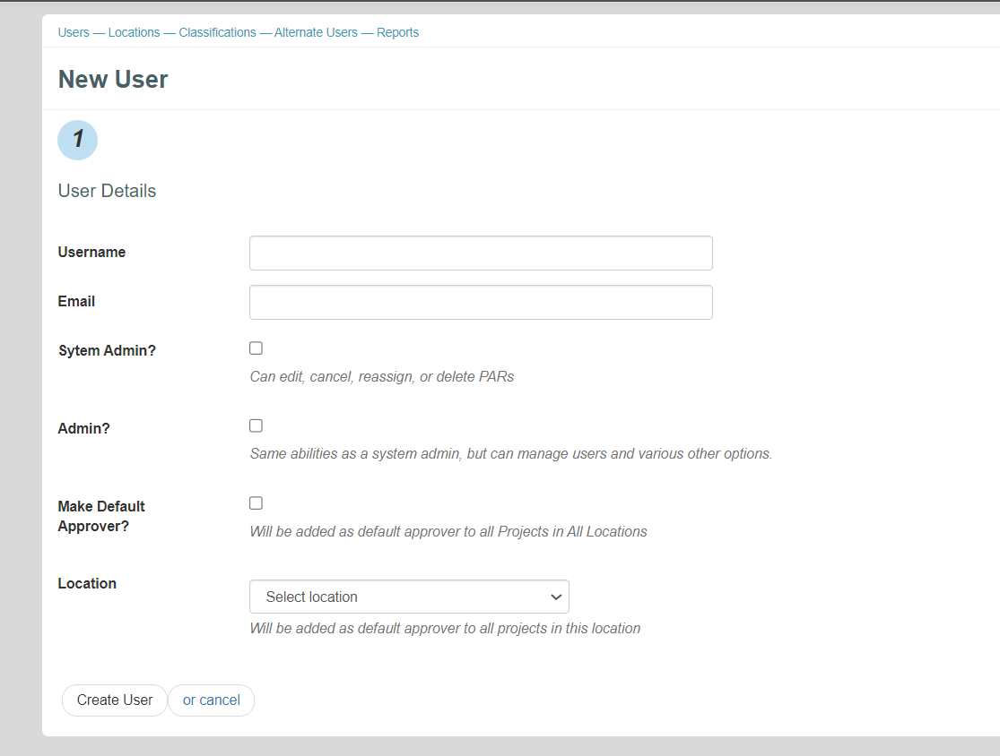 Users — Locations — Classifications — Alternate Users — Reports
New User
1
User Details
Username
Email
Sytem Admin?
Can edit, cancel, reassign, or delete PARs
Admin?
Same abilities as a system admin, but can manage users and various other options.
Make Default
Approver?
Will be added as default approver to all Projects in All Locations
Location
Select location
Will be added as default approver to all projects in this location
Create User or cancel